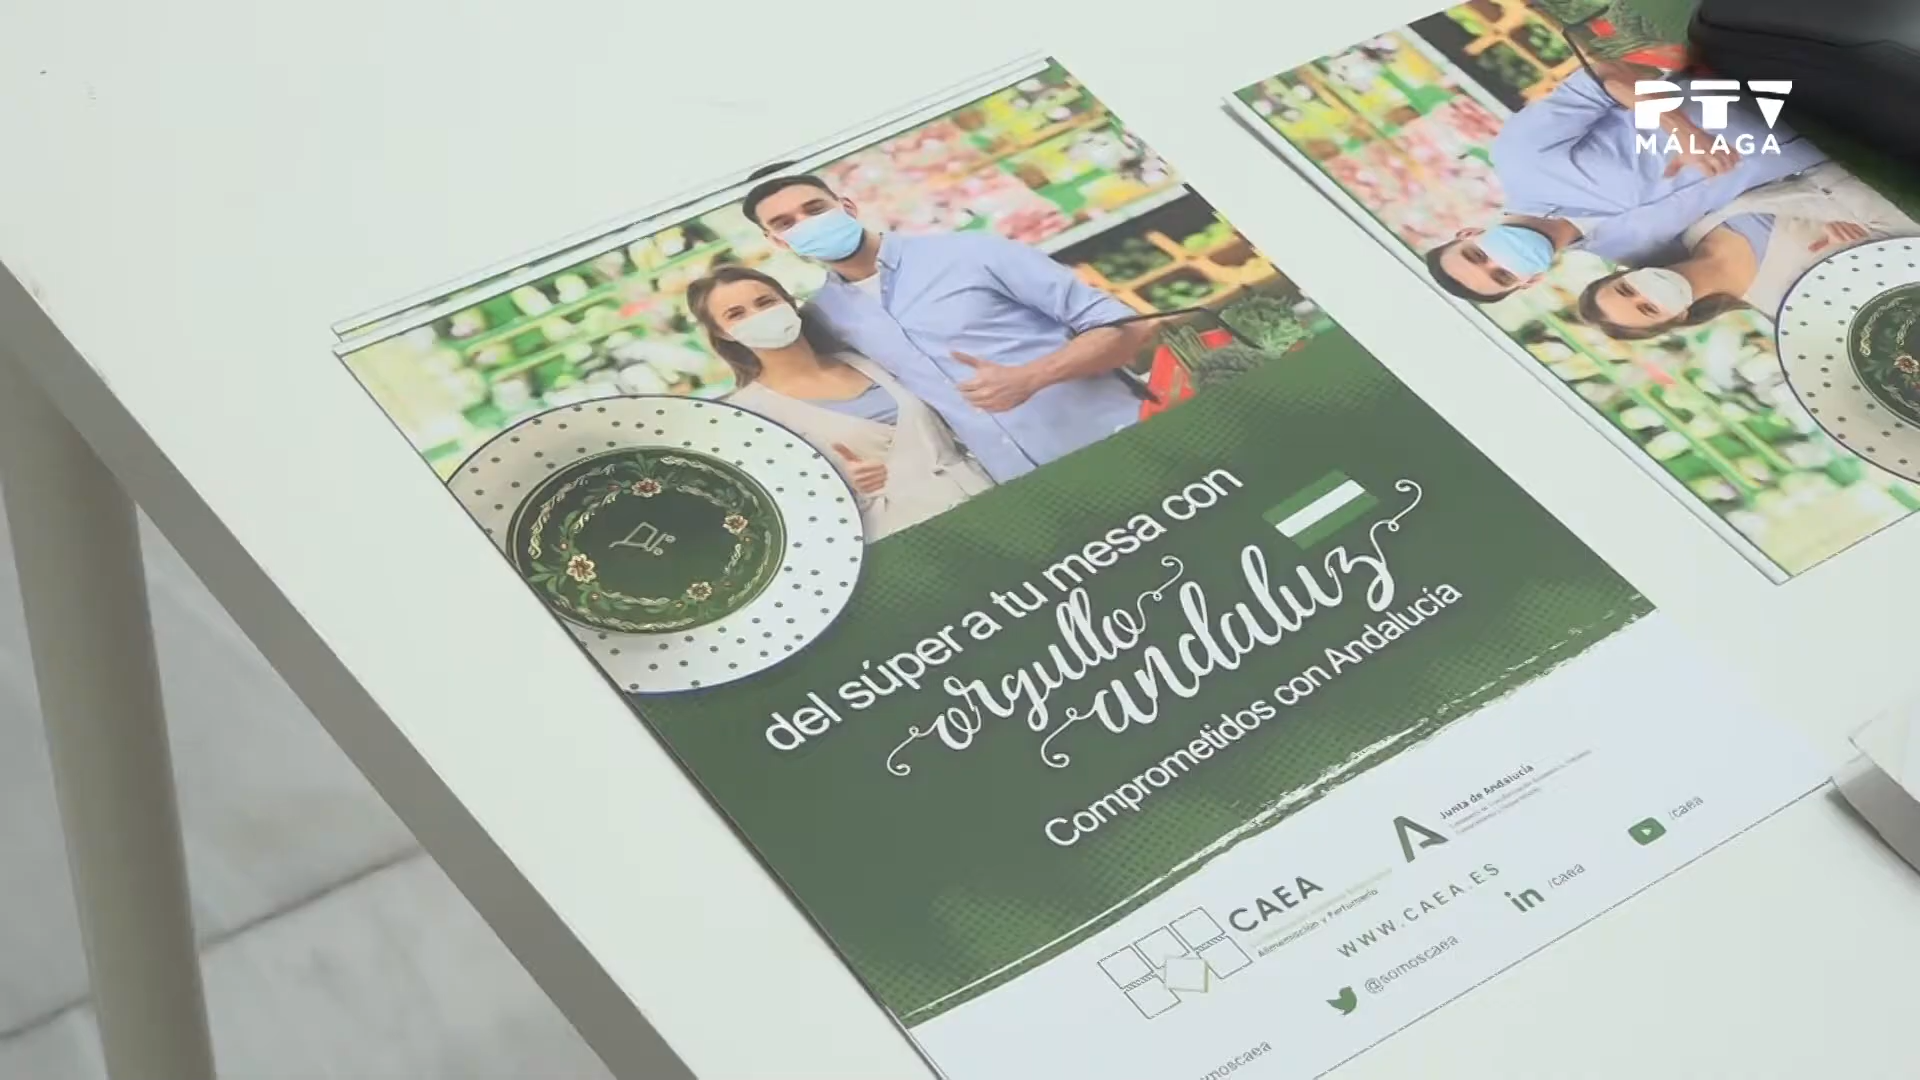 PTV
MÁLAGA
del súper a tu mesa con
orgullo
andaluz
Comprometidos con Andalucía
CAEA
Alimentación y Perfumería
Junta de Andalucía
WWW.CAEA.ES
/caea
/caea
@somoscaea